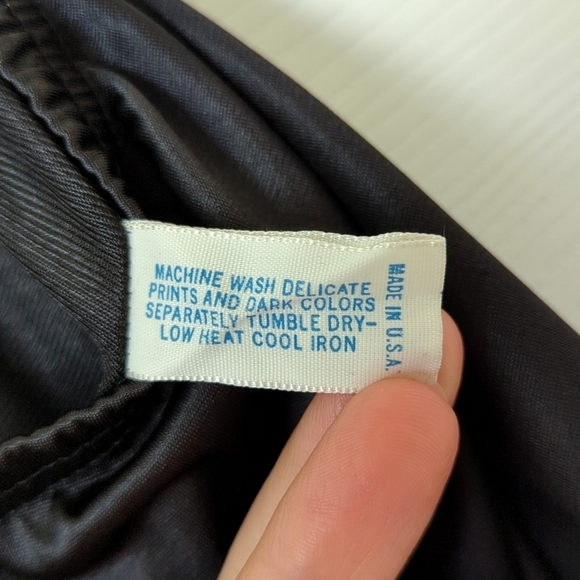 MACHINE WASH DELICATE
PRINTS AND DARK COLORS
SEPARATELY TUMBLE DRY–
LOW HEAT COOL IRON
MADE IN U.S.A.